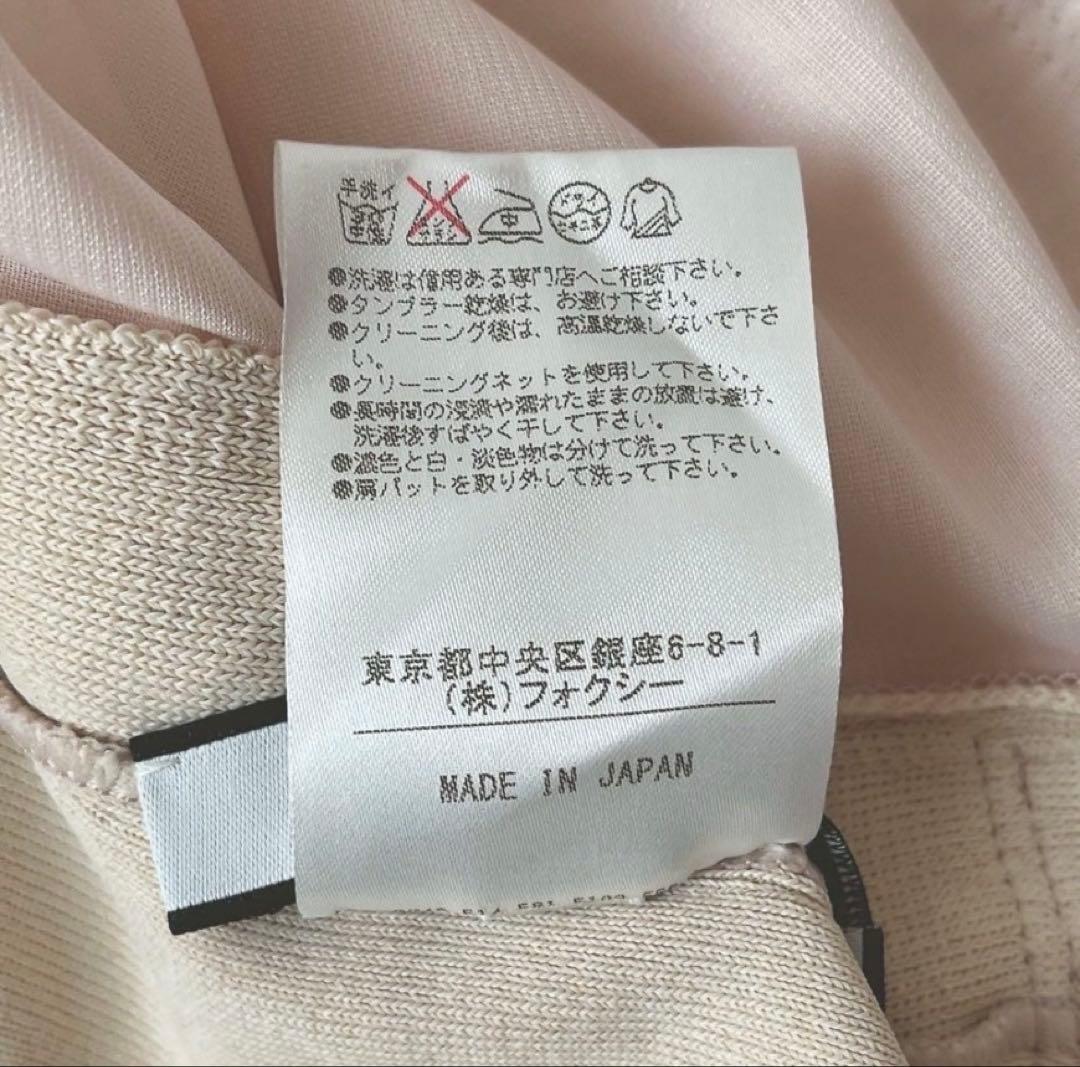 手洗イ
中
●洗濯は信用ある専門店へご相談下さい。
●タンブラー乾燥は、お避け下さい。
●クリーニング後は、高温乾燥しないで下さ
い。
●クリーニングネットを使用して下さい。
●長時間の浸漬や濡れたままの放置は避け、
洗濯後すばやく干して下さい。
●濃色と白・淡色物は分けて洗って下さい。
●肩パットを取り外して洗って下さい。
東京都中央区銀座6-8-1
(株)フォクシー
MADE IN JAPAN